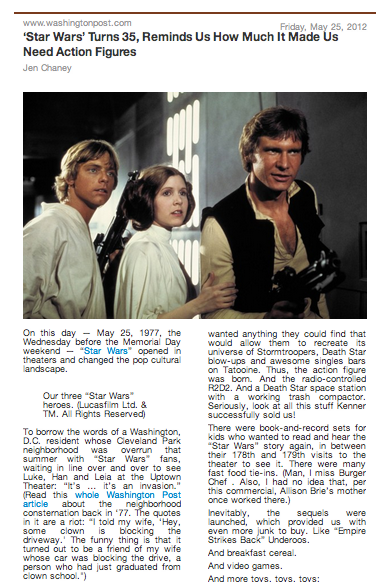 www.washingtonpost.com
Friday, May 25, 2012
‘Star Wars’ Turns 35, Reminds Us How Much It Made Us
Need Action Figures
Jen Chaney
On this day — May 25, 1977, the
Wednesday before the Memorial Day
weekend — “Star Wars” opened in
theaters and changed the pop cultural
landscape.
Our three “Star Wars”
heroes. (Lucasfilm Ltd. &
TM. All Rights Reserved)
To borrow the words of a Washington,
D.C. resident whose Cleveland Park
neighborhood was overrun that
summer with “Star Wars” fans,
waiting in line over and over to see
Luke, Han and Leia at the Uptown
Theater: “It's ... it's an invasion.”
(Read this whole Washington Post
article about the neighborhood
consternation back in '77. The quotes
in it are a riot: “I told my wife, ‘Hey,
some clown is blocking the
driveway.’ The funny thing is that it
turned out to be a friend of my wife
whose car was blocking the drive, a
person who had just graduated from
clown school.”)
wanted anything they could find that
would allow them to recreate its
universe of Stormtroopers, Death Star
blow-ups and awesome singles bars
on Tatooine. Thus, the action figure
was born. And the radio-controlled
R2D2. And a Death Star space station
with a working trash compactor.
Seriously, look at all this stuff Kenner
successfully sold us!
There were book-and-record sets for
kids who wanted to read and hear the
“Star Wars” story again, in between
their 178th and 179th visits to the
theater to see it. There were many
fast food tie-ins. (Man, I miss Burger
Chef . Also, I had no idea that, per
this commercial, Allison Brie's mother
once worked there.)
Inevitably, the sequels were
launched, which provided us with
even more junk to buy. Like “Empire
Strikes Back” Underoos.
And breakfast cereal.
And video games.
And more toys, toys, toys: